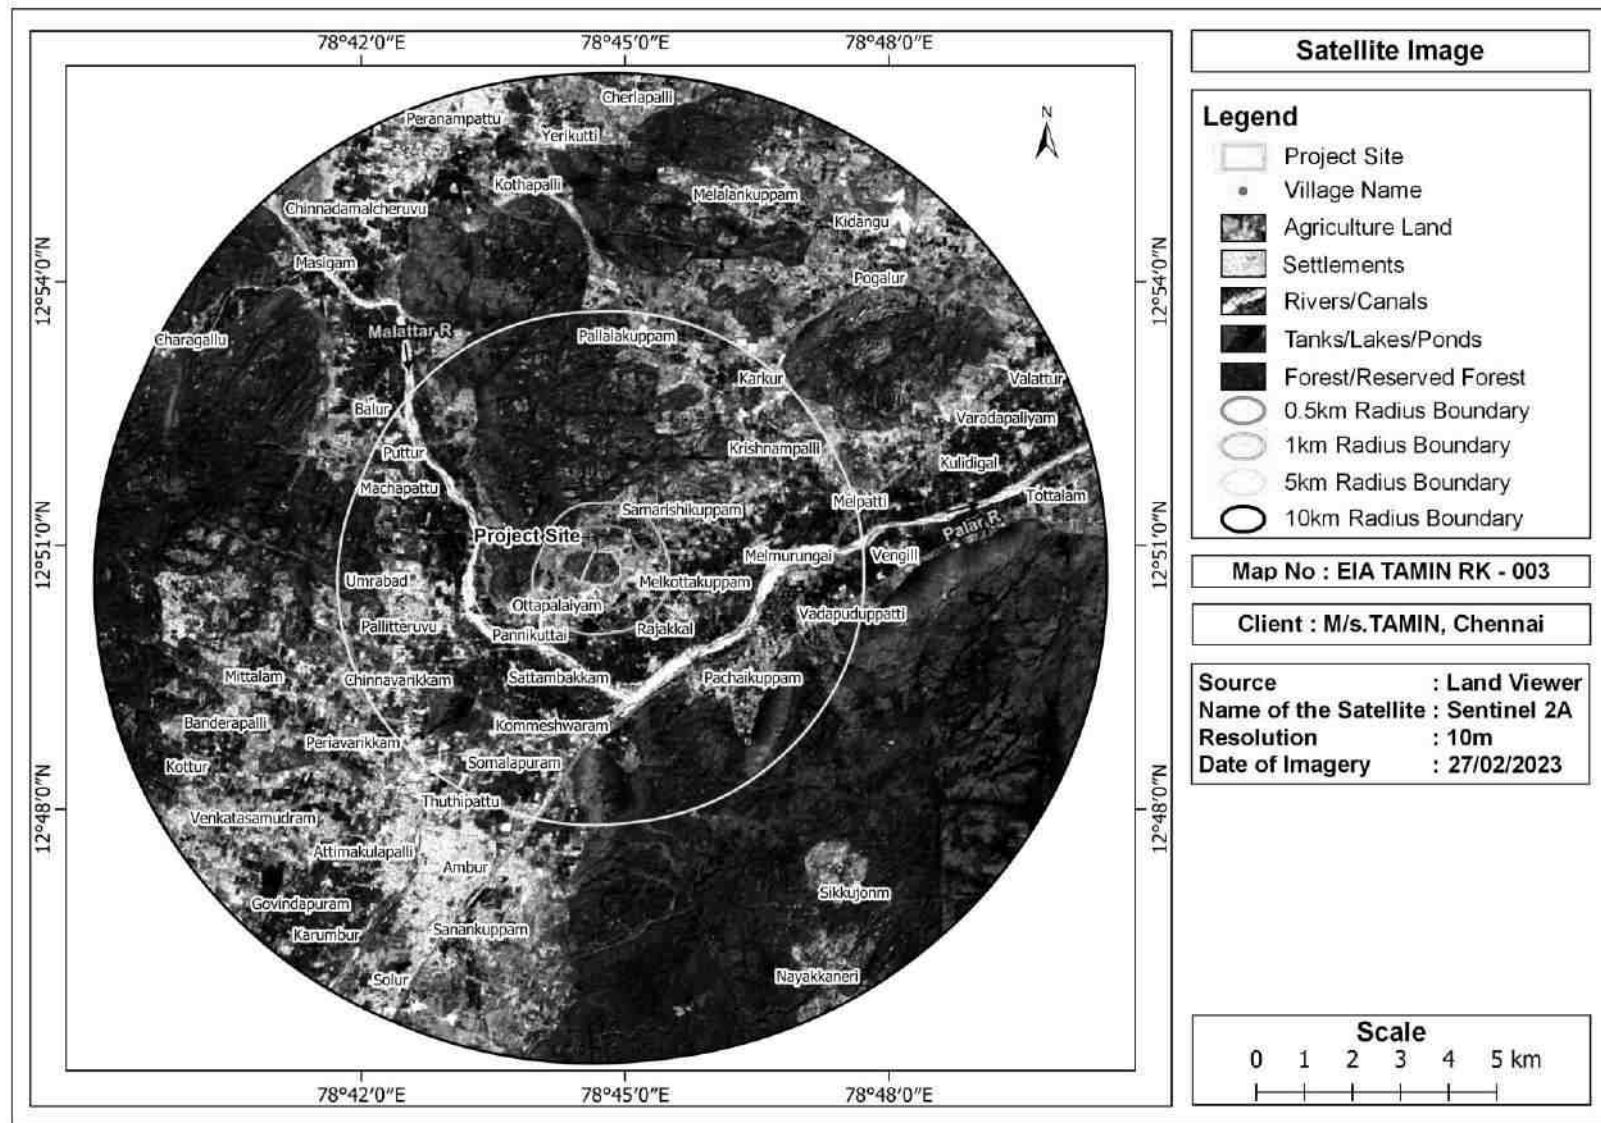 78°42'0"E 78°45'0"E 78°48'0"E
Satellite Image
Legend
Project Site
Village Name
Agriculture Land
Settlements
Rivers/Canals
Tanks/Lakes/Ponds
Forest/Reserved Forest
0.5km Radius Boundary
1km Radius Boundary
5km Radius Boundary
10km Radius Boundary
Map No : EIA TAMIN RK - 003
Client : M/s.TAMIN, Chennai
Source : Land Viewer
Name of the Satellite : Sentinel 2A
Resolution : 10m
Date of Imagery : 27/02/2023
Scale
0 1 2 3 4 5 km
N
Cherlapalli
Peranampattu
Yerikutti
Kothapalli
Melalankuppam
Chinnadamalcheruvu
Kidangu
Masigam
Pogalur
12°54'0"N 12°54'0"N
Malattar R.
Charagallu
Pallalakuppam
Karkur
Valattur
Balur
Varadapaliyam
Puttur
Krishnampalli
Kulidigal
Machapattu
Melpatti
Tottalam
Samarishikuppam
Palar R.
Project Site
12°51'0"N 12°51'0"N
Melmurungai
Vengill
Umrabad
Melkottakuppam
Ottapalaiyam
Vadapuduppatti
Pallitteruvu
Pannikuttai
Rajakkal
Mittalam
Chinnavarikkam
Sattambakkam
Pachaikuppam
Banderapalli
Kommeshwaram
Periavarikkam
Kottur
Somalapuram
12°48'0"N 12°48'0"N
Thuthipattu
Venkatasamudram
Attimakulapalli
Ambur
Sikkujonm
Govindapuram
Karumbur
Sanankuppam
Solur
Nayakkaneri
78°42'0"E 78°45'0"E 78°48'0"E